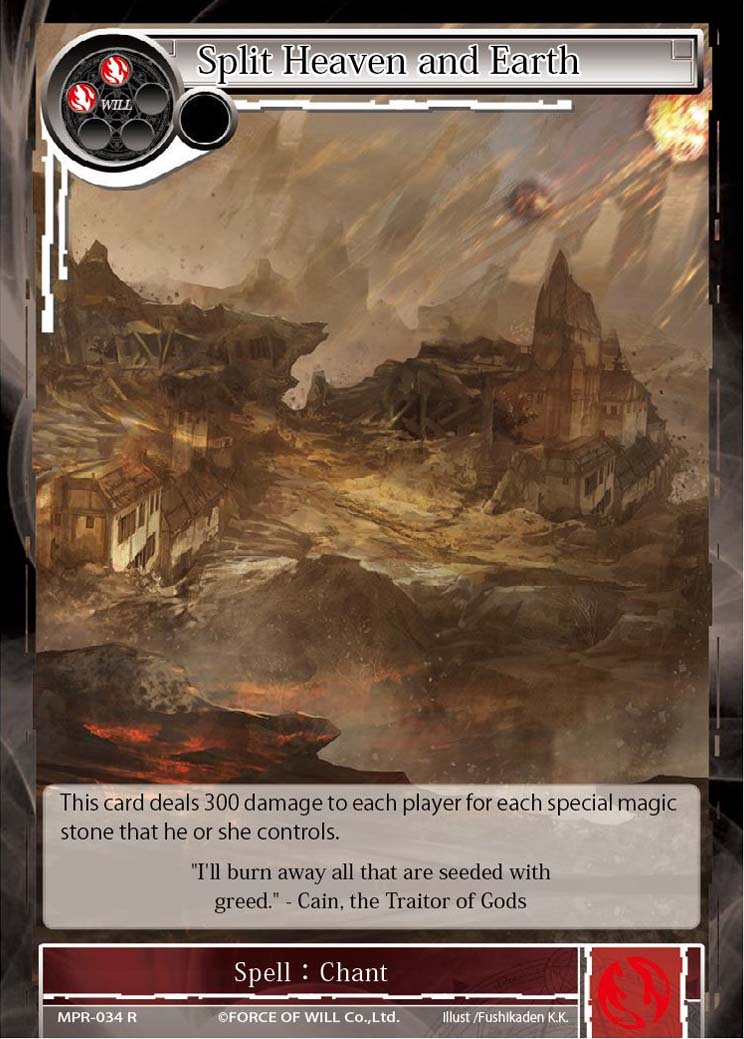 Split Heaven and Earth
WILL
This card deals 300 damage to each player for each special magic
stone that he or she controls.
"I'll burn away all that are seeded with
greed." - Cain, the Traitor of Gods
Spell : Chant
MPR-034 R ©FORCE OF WILL Co.,Ltd. Illust /Fushikaden K.K.